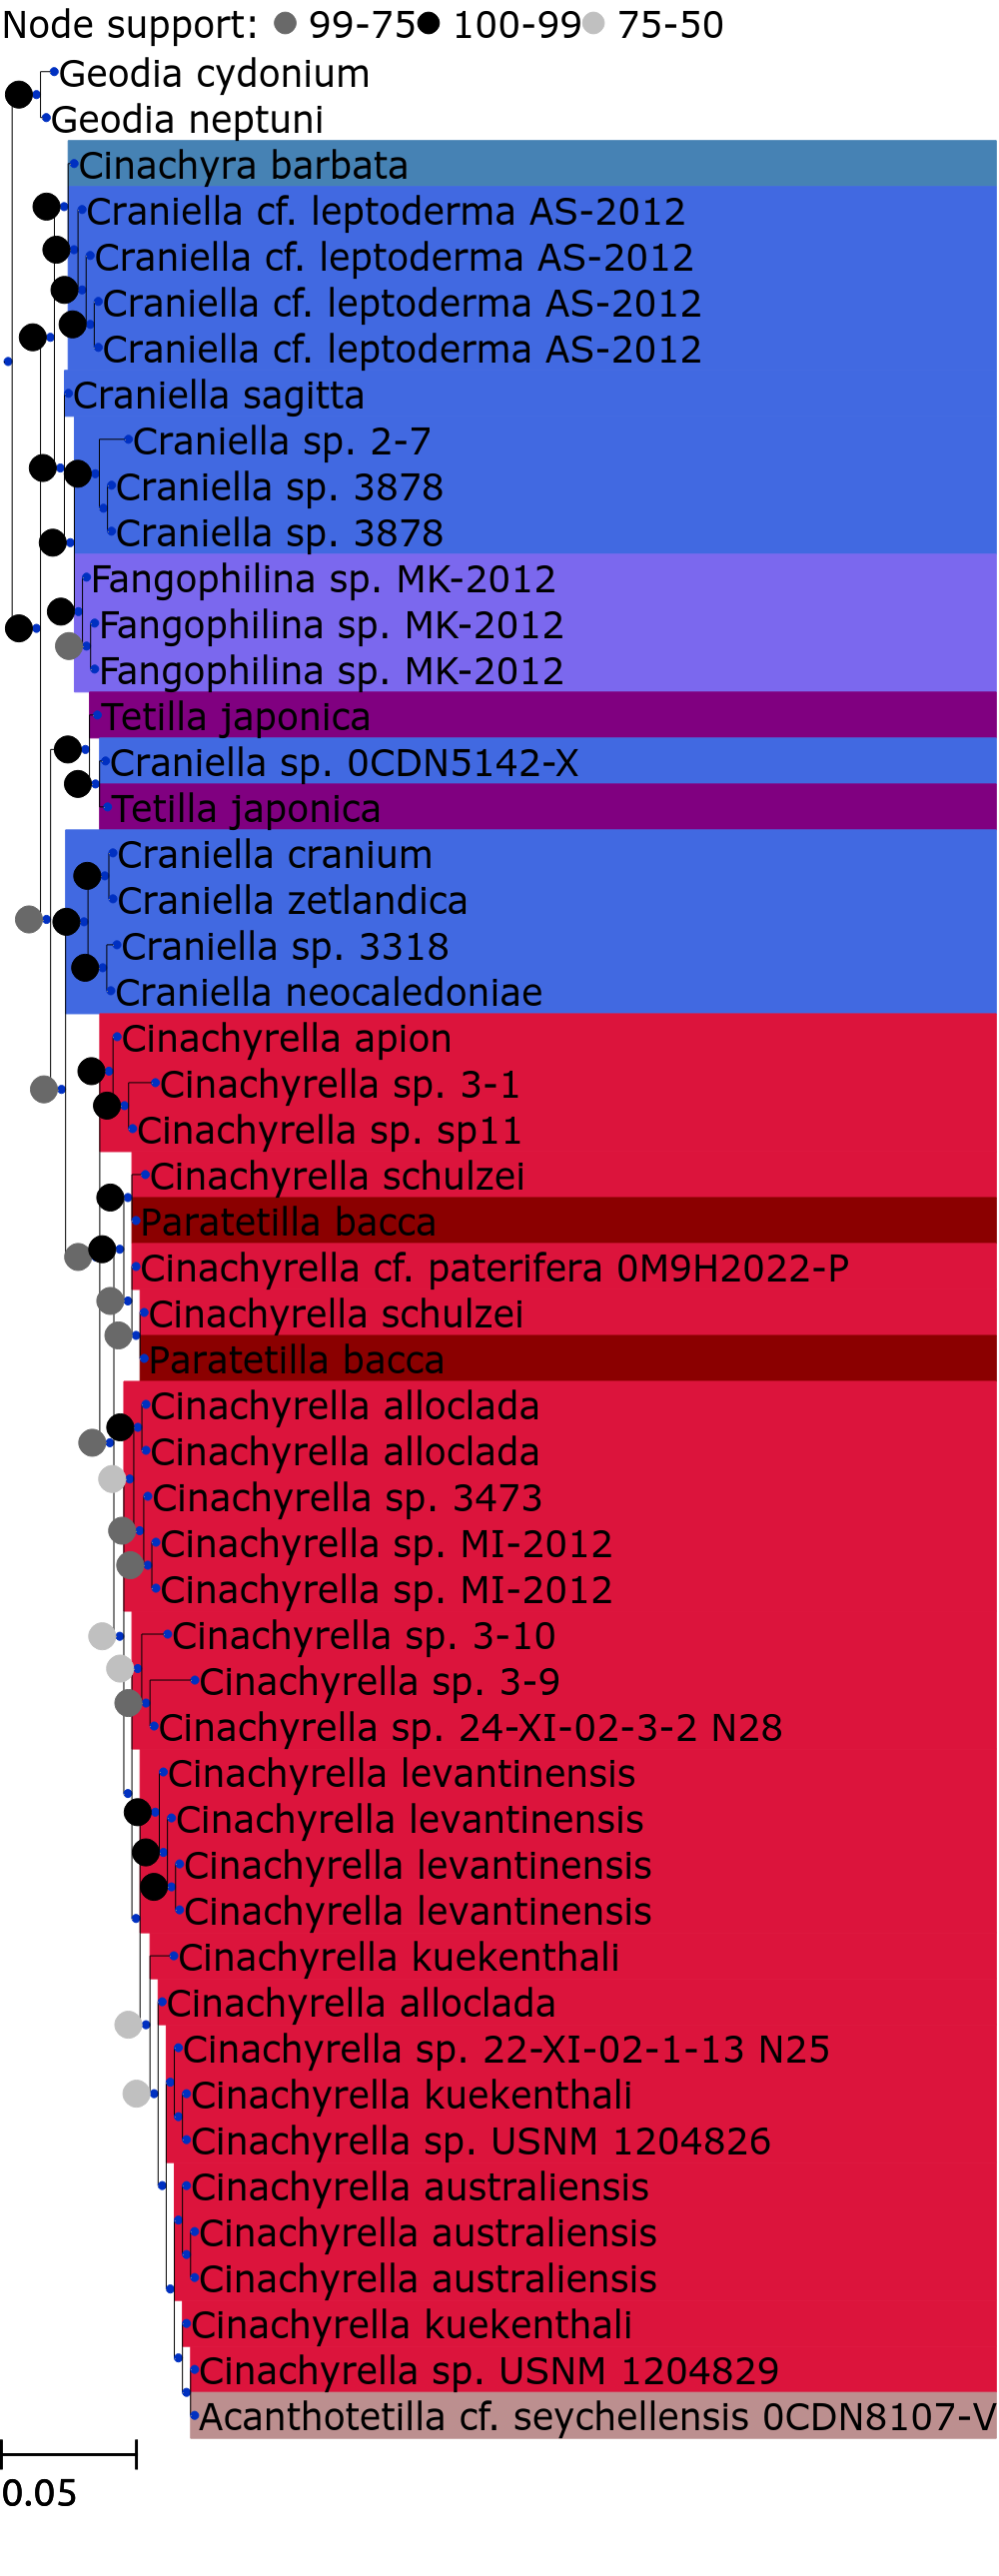 Node support: 99-75 100-99 75-50
Geodia cydonium
Geodia neptuni
Cinachyra barbata
Craniella cf. leptoderma AS-2012
Craniella cf. leptoderma AS-2012
Craniella cf. leptoderma AS-2012
Craniella cf. leptoderma AS-2012
Craniella sagitta
Craniella sp. 2-7
Craniella sp. 3878
Craniella sp. 3878
Fangophilina sp. MK-2012
Fangophilina sp. MK-2012
Fangophilina sp. MK-2012
Tetilla japonica
Craniella sp. 0CDN5142-X
Tetilla japonica
Craniella cranium
Craniella zetlandica
Craniella sp. 3318
Craniella neocaledoniae
Cinachyrella apion
Cinachyrella sp. 3-1
Cinachyrella sp. sp11
Cinachyrella schulzei
Paratetilla bacca
Cinachyrella cf. paterifera 0M9H2022-P
Cinachyrella schulzei
Paratetilla bacca
Cinachyrella alloclada
Cinachyrella alloclada
Cinachyrella sp. 3473
Cinachyrella sp. MI-2012
Cinachyrella sp. MI-2012
Cinachyrella sp. 3-10
Cinachyrella sp. 3-9
Cinachyrella sp. 24-XI-02-3-2 N28
Cinachyrella levantinensis
Cinachyrella levantinensis
Cinachyrella levantinensis
Cinachyrella levantinensis
Cinachyrella kuekenthali
Cinachyrella alloclada
Cinachyrella sp. 22-XI-02-1-13 N25
Cinachyrella kuekenthali
Cinachyrella sp. USNM 1204826
Cinachyrella australiensis
Cinachyrella australiensis
Cinachyrella australiensis
Cinachyrella kuekenthali
Cinachyrella sp. USNM 1204829
Acanthotetilla cf. seychellensis 0CDN8107-V
0.05